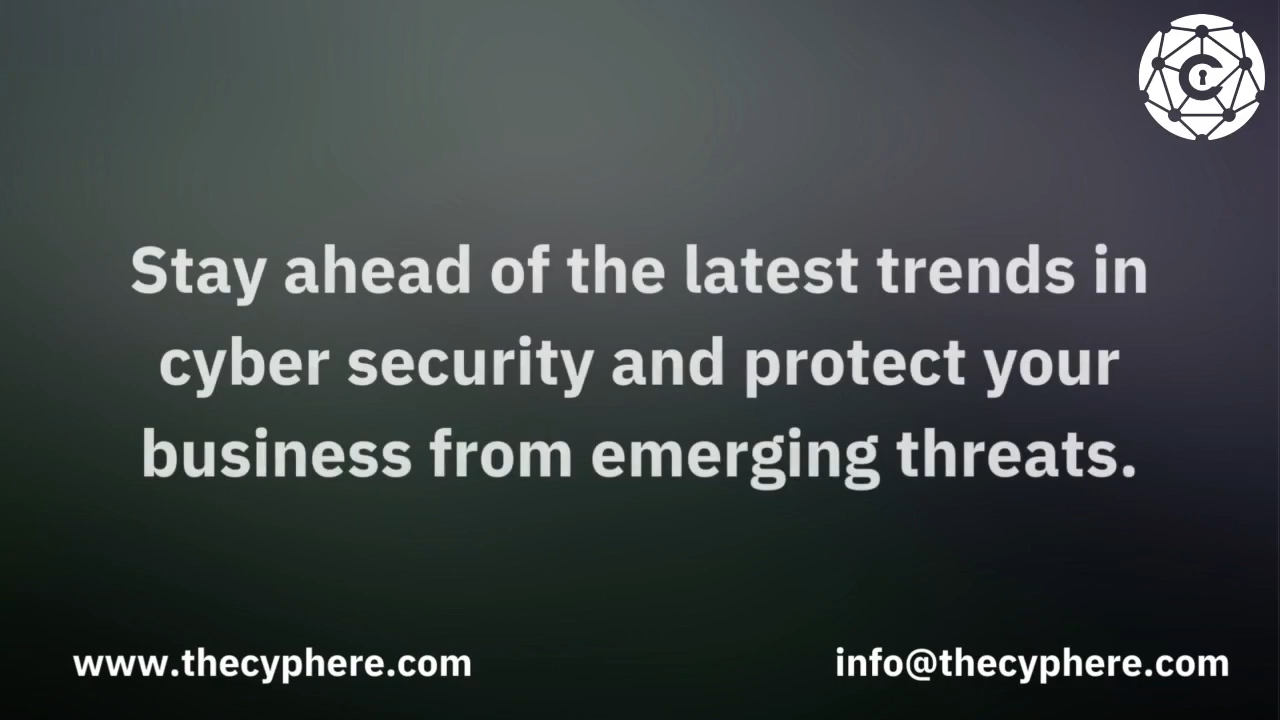 Stay ahead of the latest trends in
cyber security and protect your
business from emerging threats.
www.thecyphere.com
info@thecyphere.com